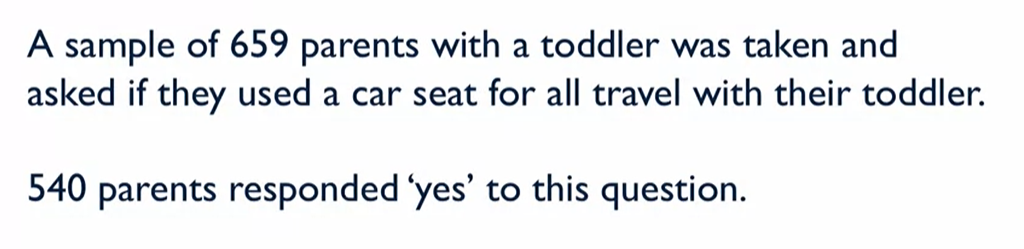 A sample of 659 parents with a toddler was taken and
asked if they used a car seat for all travel with their toddler.
540 parents responded ‘yes’ to this question.